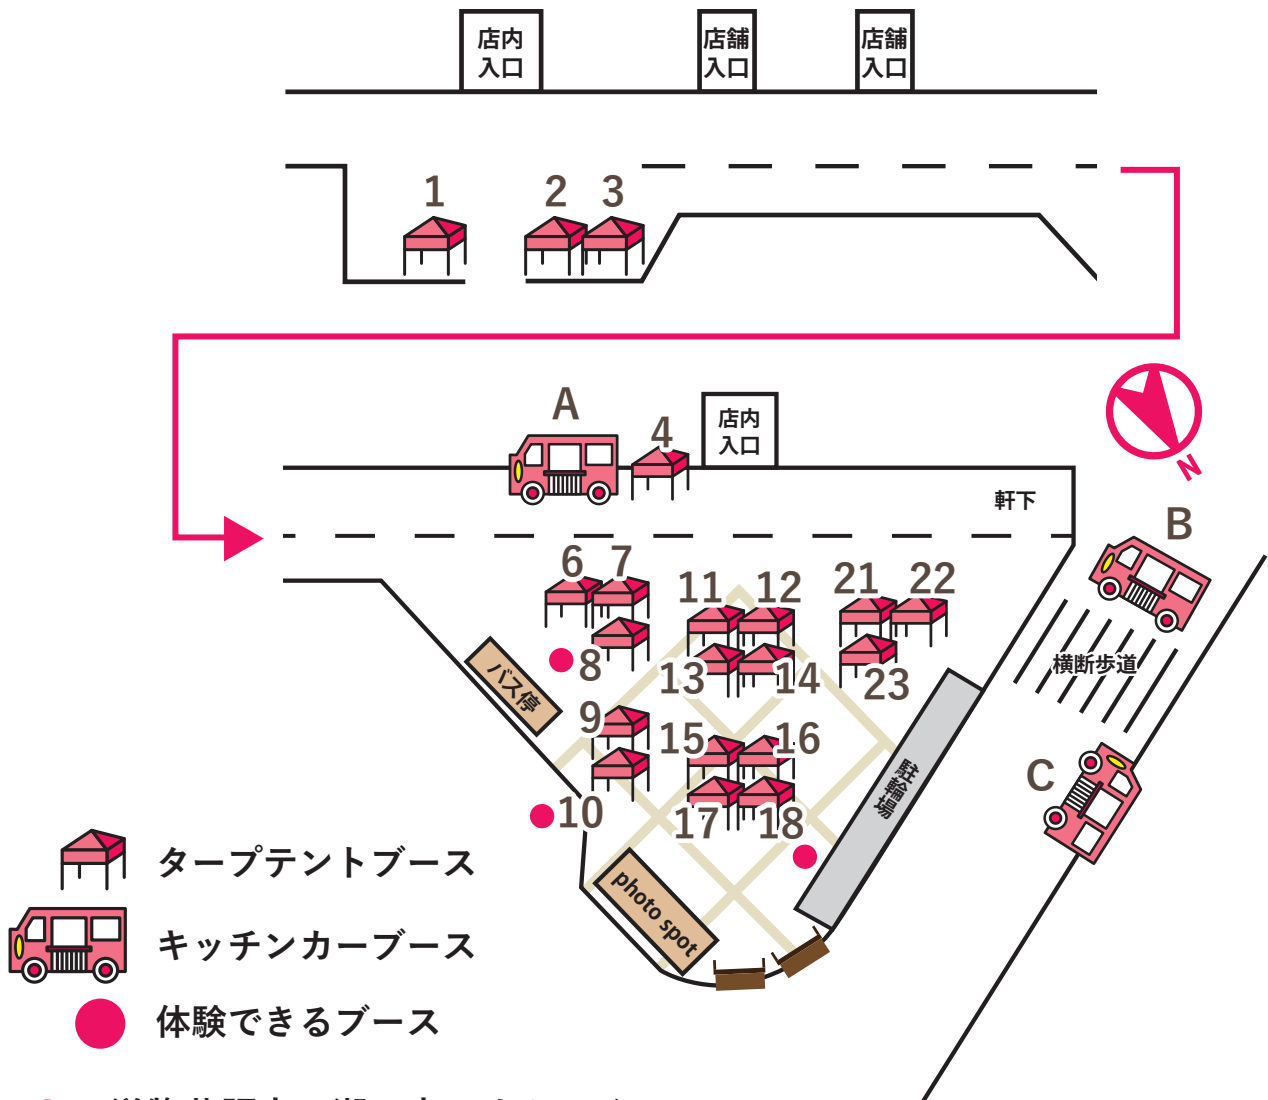 店内
入口
店舗
入口
店舗
入口
1
2
3
A
4
店内
入口
軒下
N
B
6
7
8
バス停
9
10
11
12
13
14
15
16
17
18
21
22
23
横断歩道
C
駐輪場
photo spot
タープテントブース
キッチンカーブース
体験できるブース